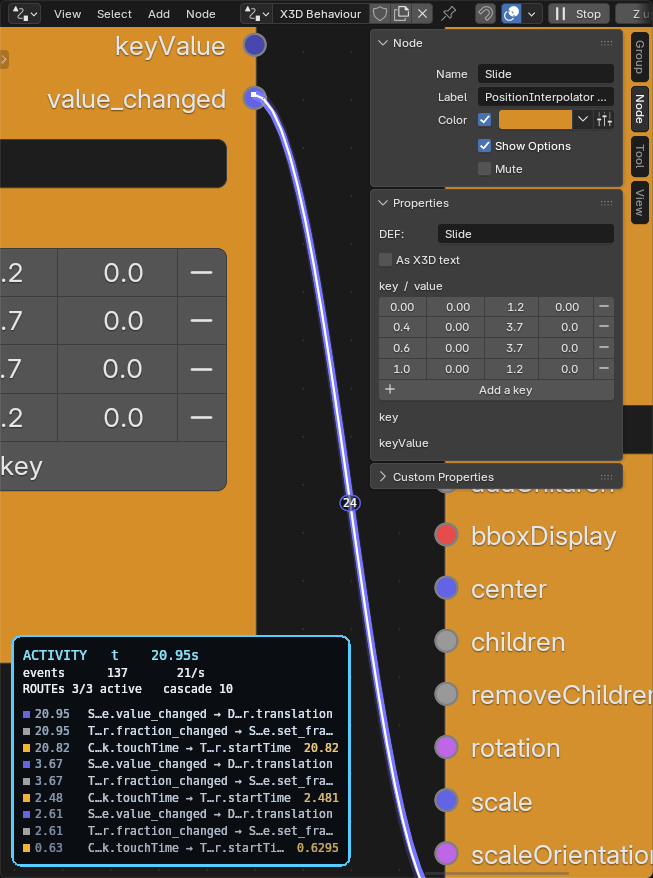 View Select Add Node X3D Behaviour Stop Z
keyValue
value_changed
.2 0.0 —
.7 0.0 —
.7 0.0 —
.2 0.0 —
key
Node
Name Slide
Label PositionInterpolator ...
Color
Show Options
Mute
Properties
DEF: Slide
As X3D text
key / value
0.00 0.00 1.2 0.00 —
0.4 0.00 3.7 0.0 —
0.6 0.00 3.7 0.0 —
1.0 0.00 1.2 0.0 —
+ Add a key
key
keyValue
Custom Properties
Group
Node
Tool
View
24
addChildren
bboxDisplay
center
children
removeChildren
rotation
scale
scaleOrientatio
ACTIVITY t 20.95s
events 137 21/s
ROUTEs 3/3 active cascade 10
20.95 S…e.value_changed → D…r.translation
20.95 T…r.fraction_changed → S…e.set_fra…
20.82 C…k.touchTime → T…r.startTime 20.82
3.67 S…e.value_changed → D…r.translation
3.67 T…r.fraction_changed → S…e.set_fra…
2.48 C…k.touchTime → T…r.startTime 2.481
2.61 S…e.value_changed → D…r.translation
2.61 T…r.fraction_changed → S…e.set_fra…
0.63 C…k.touchTime → T…r.startTi… 0.6295